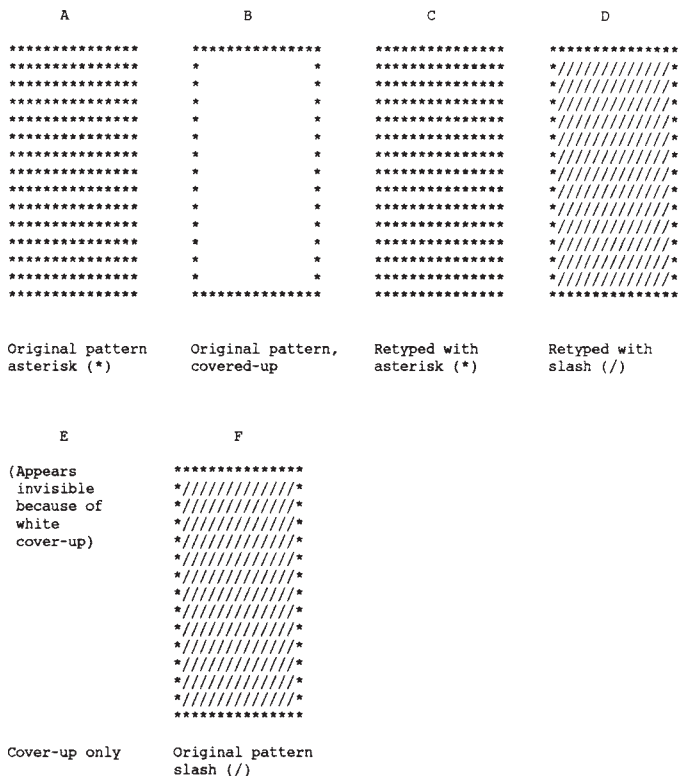 A B C D
*************** *************** *************** ***************
*************** *             * *************** */////////////*
*************** *             * *************** */////////////*
*************** *             * *************** */////////////*
*************** *             * *************** */////////////*
*************** *             * *************** */////////////*
*************** *             * *************** */////////////*
*************** *             * *************** */////////////*
*************** *             * *************** */////////////*
*************** *             * *************** */////////////*
*************** *             * *************** */////////////*
*************** *             * *************** */////////////*
*************** *             * *************** */////////////*
*************** *             * *************** */////////////*
*************** *************** *************** ***************
Original pattern
asterisk (*)
Original pattern,
covered-up
Retyped with
asterisk (*)
Retyped with
slash (/)
E
(Appears
invisible
because of
white
cover-up)
Cover-up only
F
***************
*/////////////*
*/////////////*
*/////////////*
*/////////////*
*/////////////*
*/////////////*
*/////////////*
*/////////////*
*/////////////*
*/////////////*
*/////////////*
*/////////////*
*/////////////*
***************
Original pattern
slash (/)